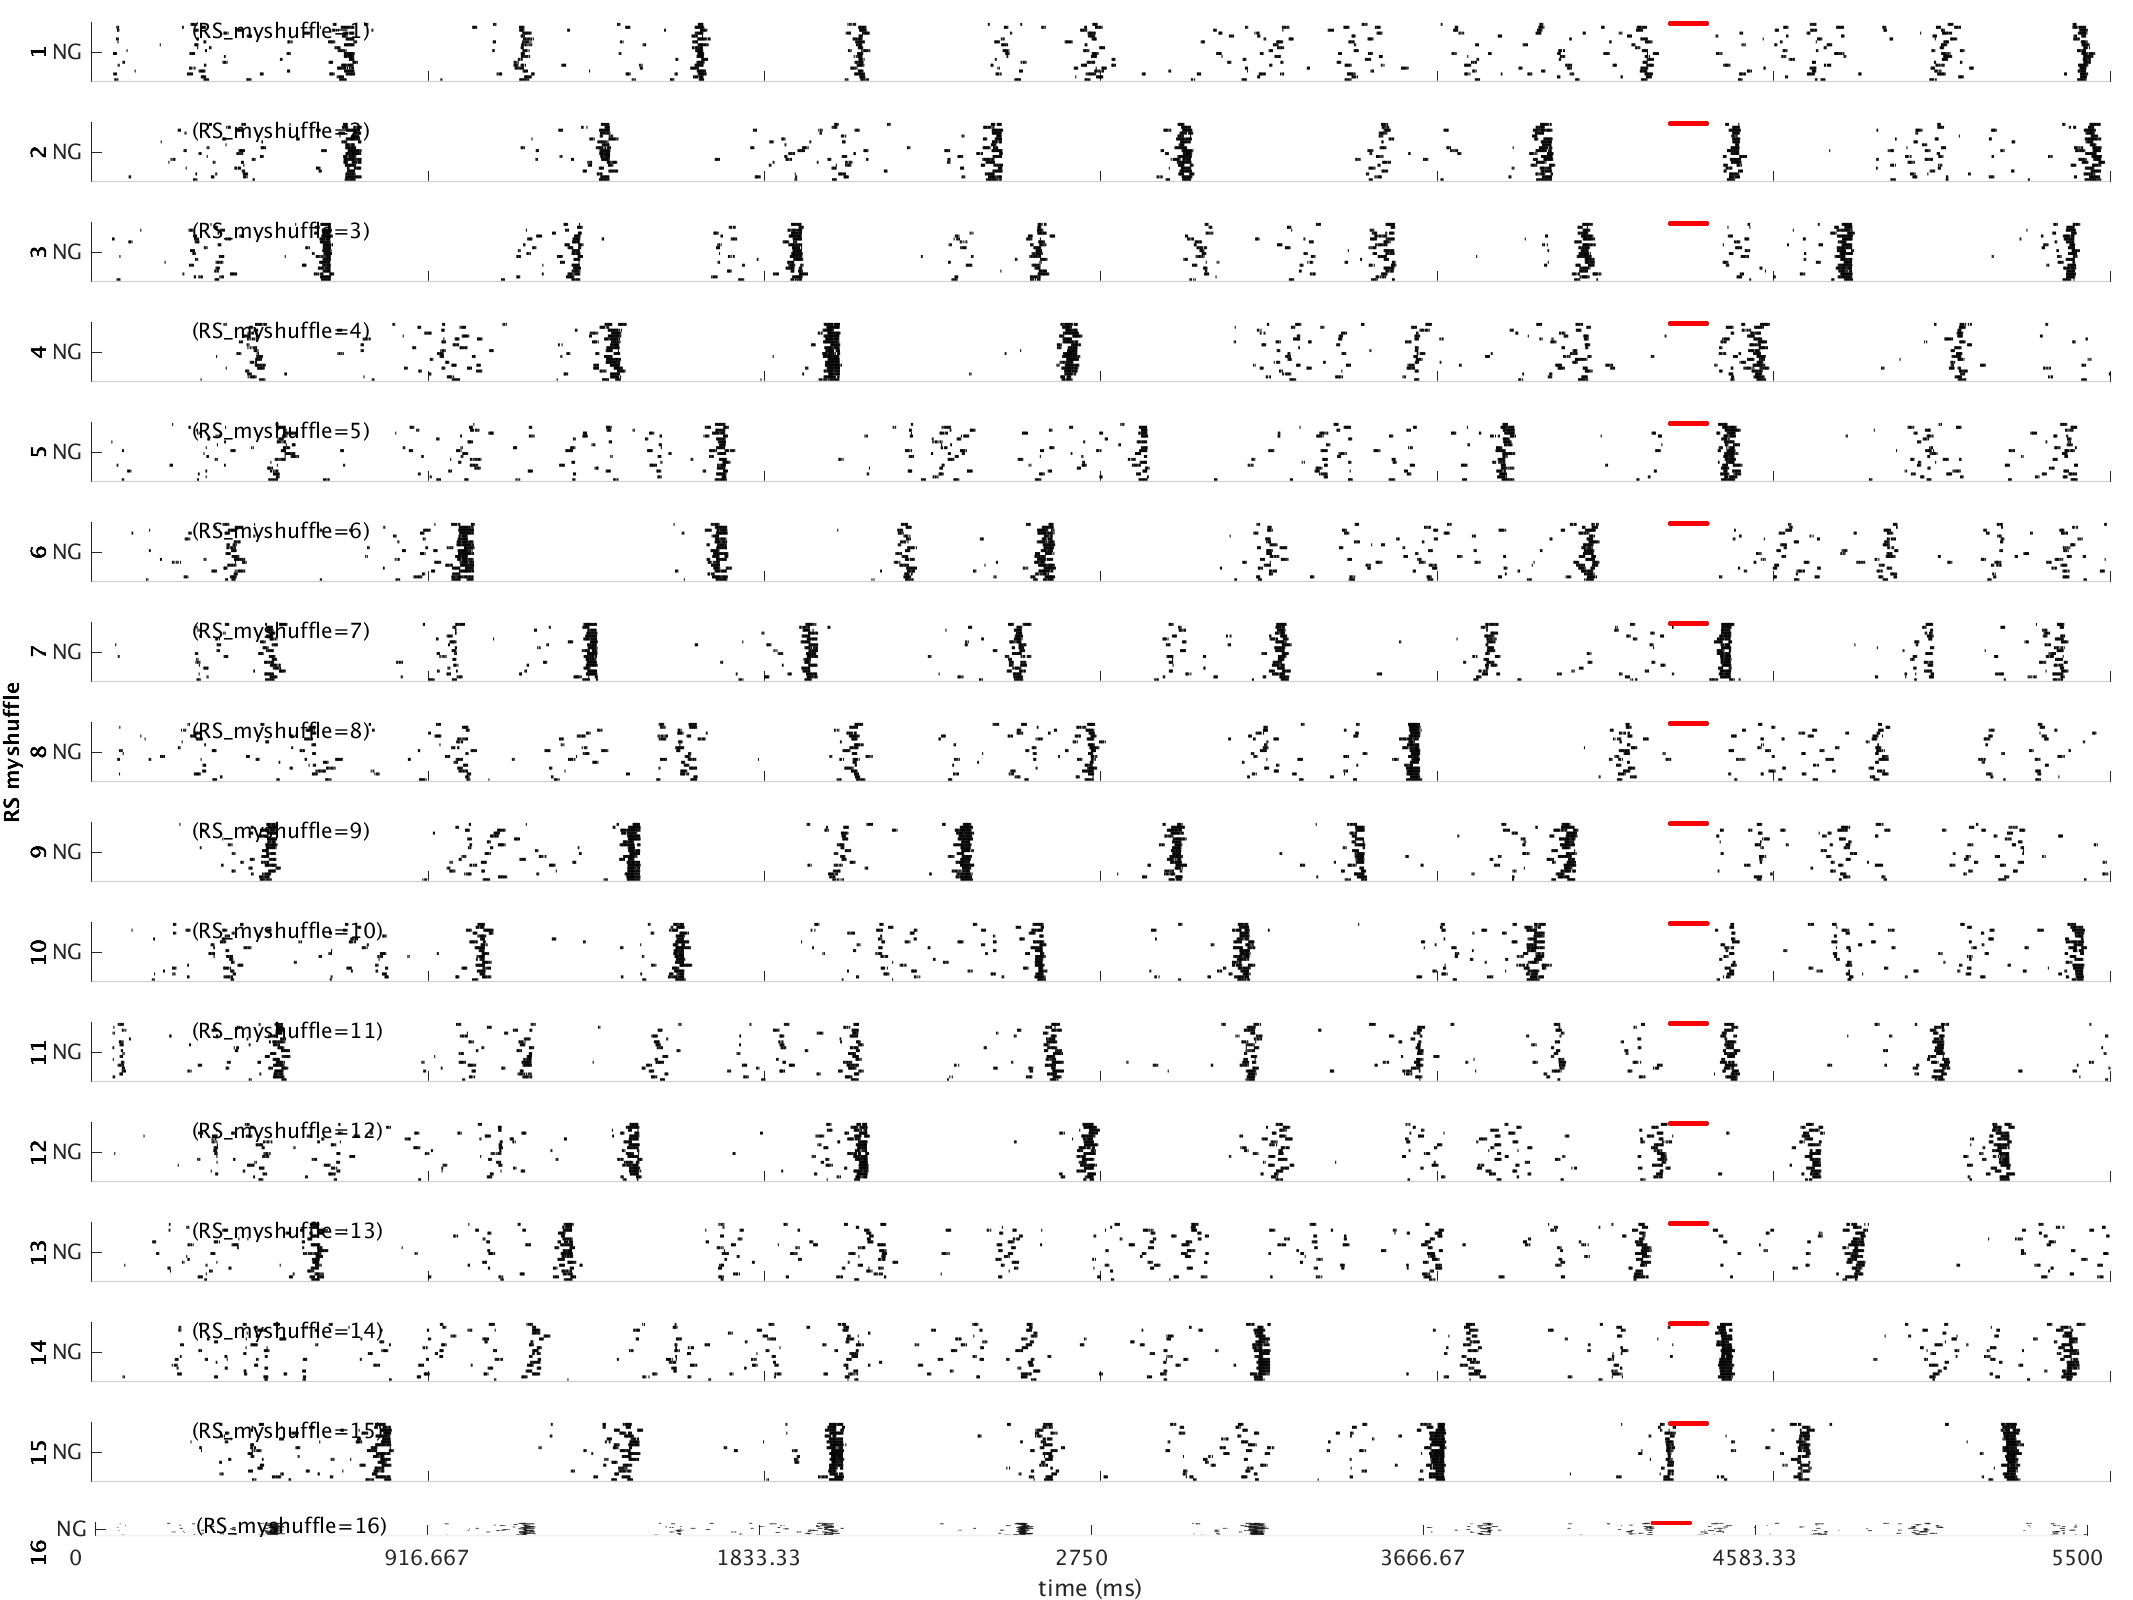 1 NG (RS_myshuffle=1)
2 NG (RS_myshuffle=2)
3 NG (RS_myshuffle=3)
4 NG (RS_myshuffle=4)
5 NG (RS_myshuffle=5)
6 NG (RS_myshuffle=6)
7 NG (RS_myshuffle=7)
RS myshuffle
8 NG (RS_myshuffle=8)
9 NG (RS_myshuffle=9)
10 NG (RS_myshuffle=10)
11 NG (RS_myshuffle=11)
12 NG (RS_myshuffle=12)
13 NG (RS_myshuffle=13)
14 NG (RS_myshuffle=14)
15 NG (RS_myshuffle=15)
16 NG (RS_myshuffle=16)
0 916.667 1833.33 2750 3666.67 4583.33 5500
time (ms)